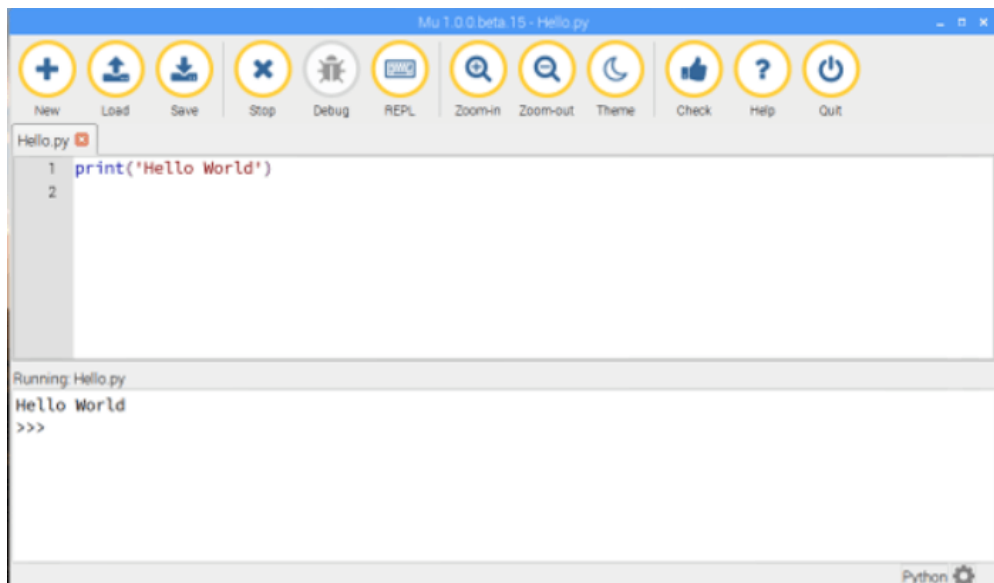 Mu 1.0.0.beta.15 - Hello.py
New Load Save Stop Debug REPL Zoom-in Zoom-out Theme Check Help Quit
Hello.py
1 print('Hello World')
2
Running: Hello.py
Hello World
>>>
Python